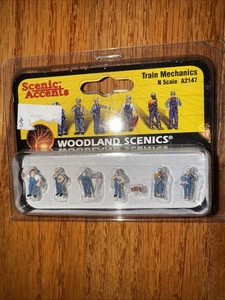 Scenic
Accents
Train Mechanics
N Scale A2147
WOODLAND SCENICS®